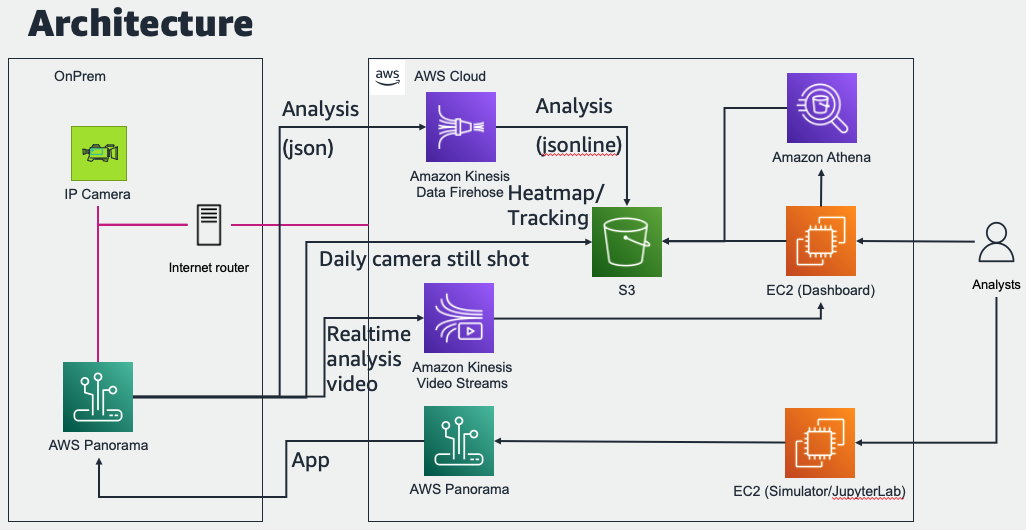 Architecture
OnPrem
aws
AWS Cloud
Analysis
(json)
Analysis
(jsonline)
IP Camera
Amazon Kinesis
Data Firehose
Amazon Athena
Heatmap/
Tracking
Internet router
Daily camera still shot
S3
EC2 (Dashboard)
Analysts
Realtime
analysis
video
Amazon Kinesis
Video Streams
AWS Panorama
App
AWS Panorama
EC2 (Simulator/JupyterLab)